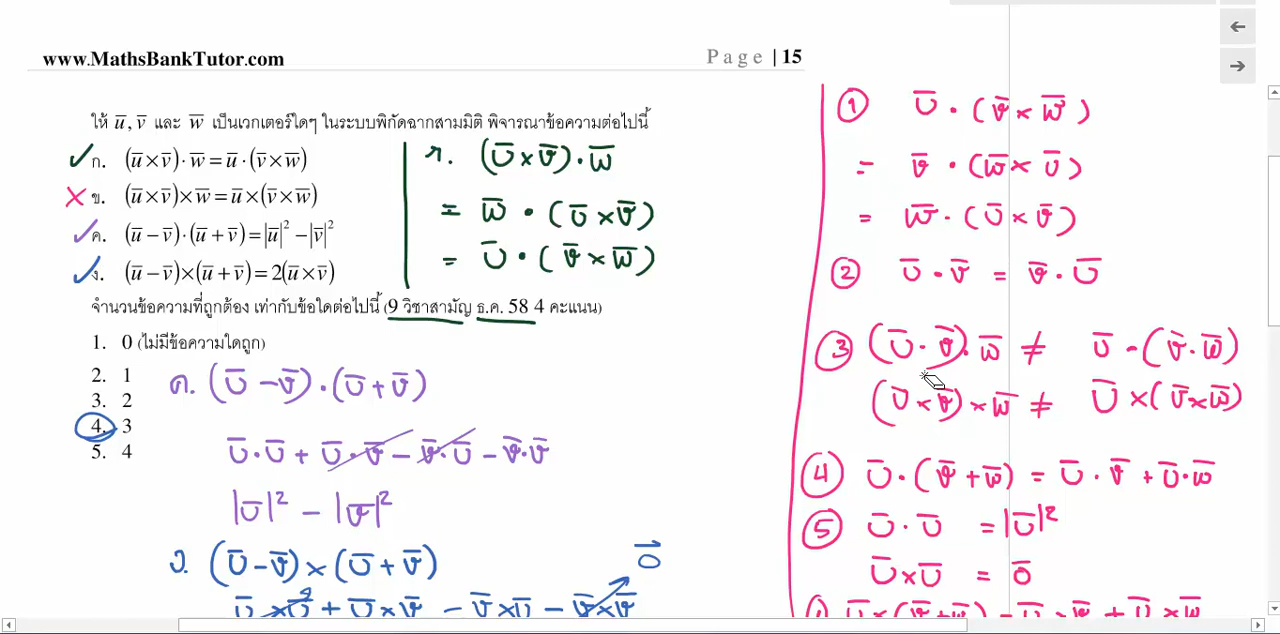 www.MathsBankTutor.com
Page | 15
ให้ u̅, v̅ และ w̅ เป็นเวกเตอร์ใดๆ ในระบบพิกัดฉากสามมิติ พิจารณาข้อความต่อไปนี้
✓ ก. (u̅ × v̅) · w̅ = u̅ · (v̅ × w̅)
✗ ข. (u̅ × v̅) × w̅ = u̅ × (v̅ × w̅)
✓ ค. (u̅ − v̅) · (u̅ + v̅) = |u̅|² − |v̅|²
✓ ง. (u̅ − v̅) × (u̅ + v̅) = 2(u̅ × v̅)
จำนวนข้อความที่ถูกต้อง เท่ากับข้อใดต่อไปนี้ (9 วิชาสามัญ ธ.ค. 58 4 คะแนน)
1. 0 (ไม่มีข้อความใดถูก)
2. 1
3. 2
4. 3
5. 4
ก. (u̅ × v̅) · w̅
= w̅ · (u̅ × v̅)
= u̅ · (v̅ × w̅)
ค. (u̅ − v̅) · (u̅ + v̅)
u̅ · u̅ + u̅ · v̅ − v̅ · u̅ − v̅ · v̅
|u̅|² − |v̅|²
ง. (u̅ − v̅) × (u̅ + v̅)
0⃗
u̅ × u̅ + u̅ × v̅ − v̅ × u̅ − v̅ × v̅
① u̅ · (v̅ × w̅)
= v̅ · (w̅ × u̅)
= w̅ · (u̅ × v̅)
② u̅ · v̅ = v̅ · u̅
③ (u̅ · v̅) · w̅ ≠ u̅ · (v̅ · w̅)
(u̅ × v̅) × w̅ ≠ u̅ × (v̅ × w̅)
④ u̅ · (v̅ + w̅) = u̅ · v̅ + u̅ · w̅
⑤ u̅ · u̅ = |u̅|²
u̅ × u̅ = 0̅